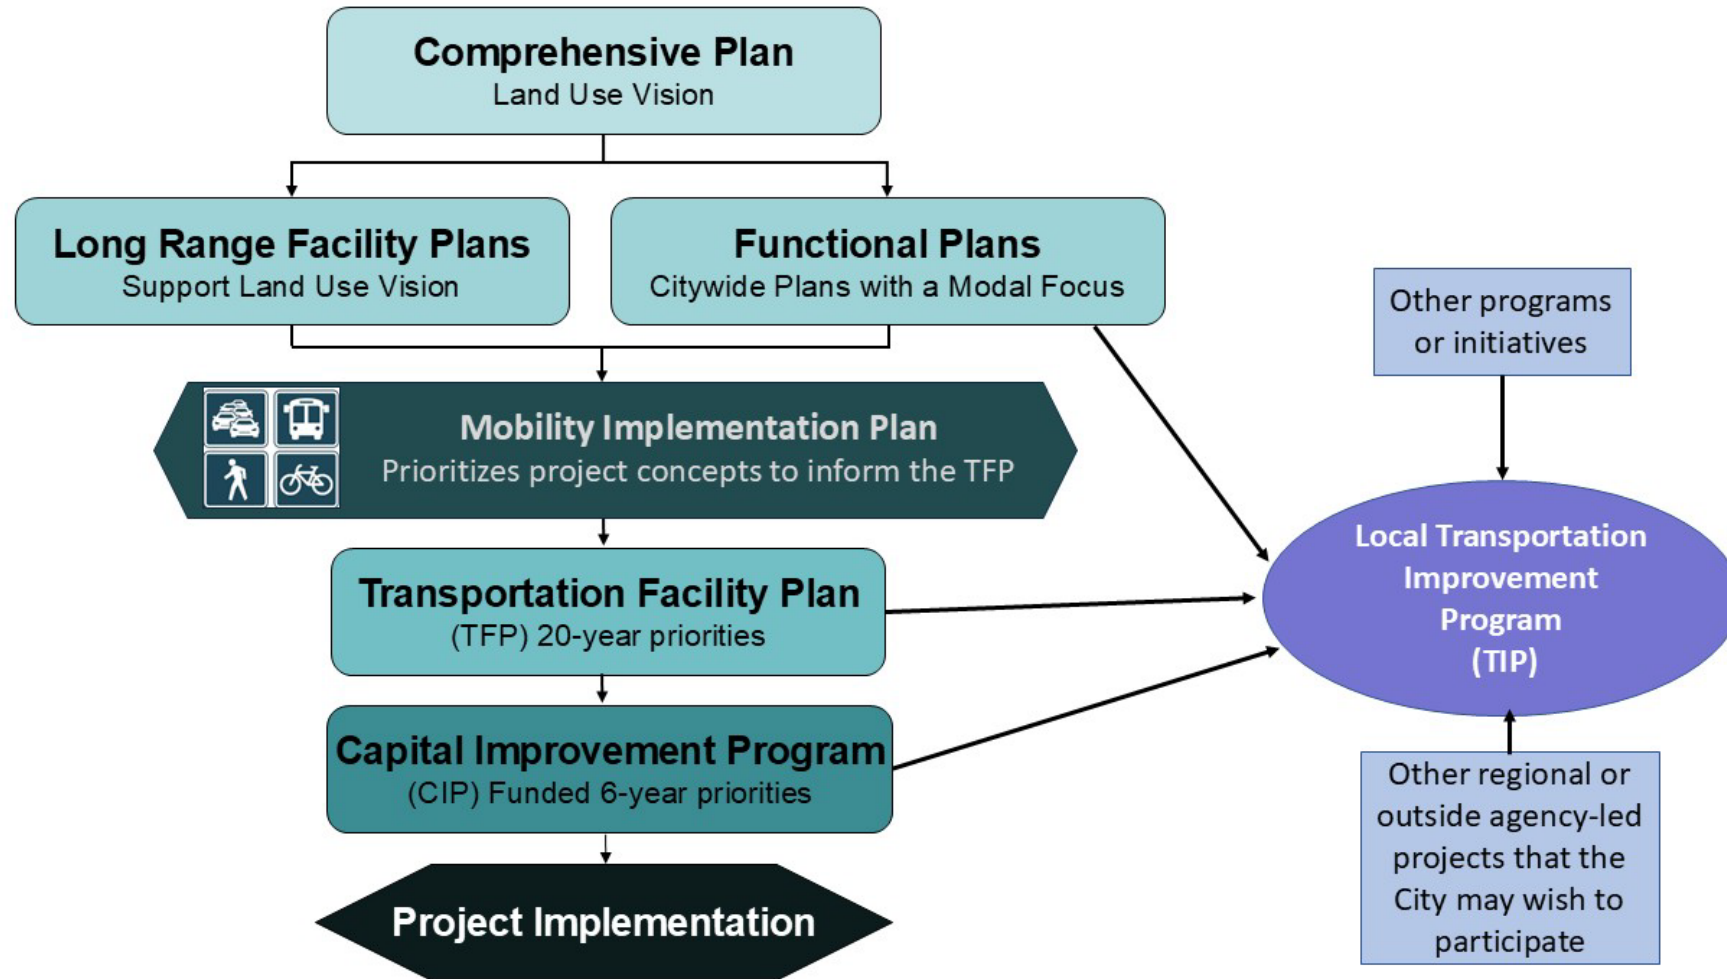 Comprehensive Plan
Land Use Vision
Long Range Facility Plans
Support Land Use Vision
Functional Plans
Citywide Plans with a Modal Focus
Other programs
or initiatives
Mobility Implementation Plan
Prioritizes project concepts to inform the TFP
Local Transportation
Improvement
Program
(TIP)
Transportation Facility Plan
(TFP) 20-year priorities
Capital Improvement Program
(CIP) Funded 6-year priorities
Other regional or
outside agency-led
projects that the
City may wish to
participate
Project Implementation